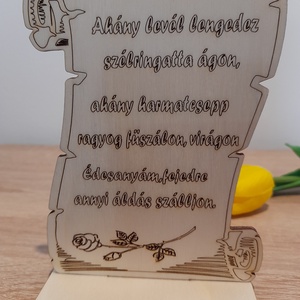 Ahány levél lengedez
szélringatta ágon,
ahány harmatcsepp
ragyog fűszálon, virágon
Édesanyám,fejedre
annyi áldás szálljon.